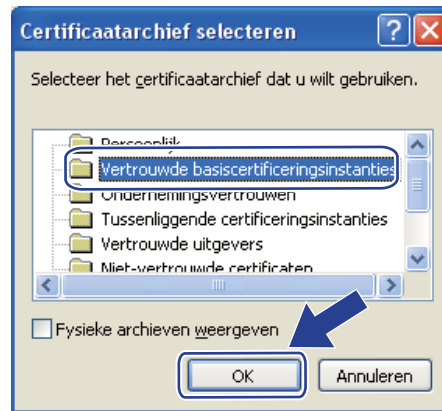 Certificaatarchief selecteren
Selecteer het certificaatarchief dat u wilt gebruiken.
Persoonlijk
Vertrouwde basiscertificeringsinstanties
Ondernemingsvertrouwen
Tussenliggende certificeringsinstanties
Vertrouwde uitgevers
Niet-vertrouwde certificaten
Fysieke archieven weergeven
OK
Annuleren